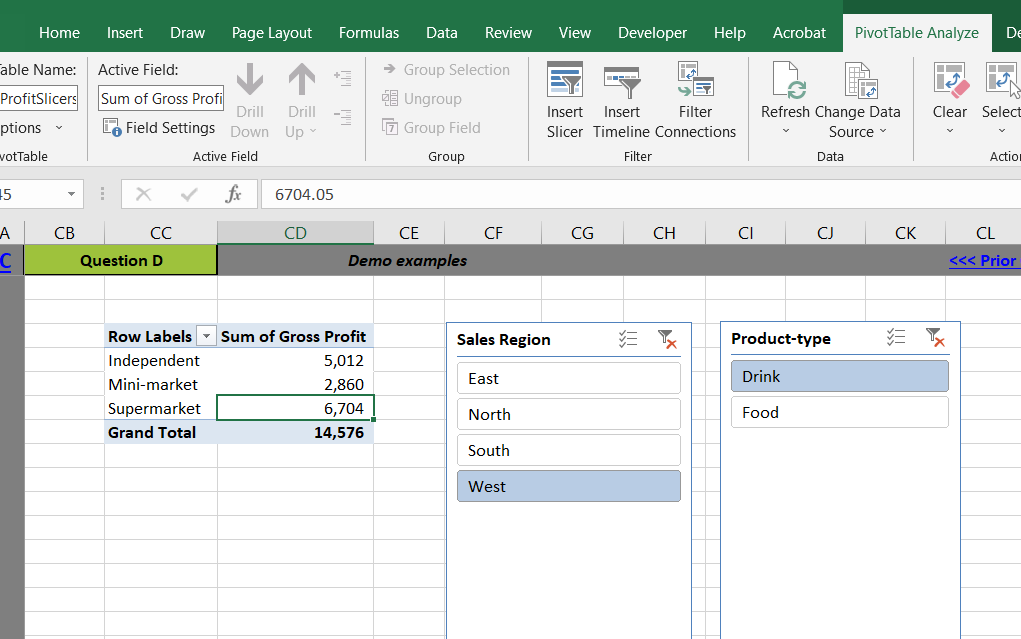 Home Insert Draw Page Layout Formulas Data Review View Developer Help Acrobat PivotTable Analyze De
able Name: Active Field:
ProfitSlicers Sum of Gross Profi
ptions Field Settings
Drill Down
Drill Up
Group Selection
Ungroup
7 Group Field
Insert Slicer
Insert Timeline
Filter Connections
Refresh
Change Data Source
Clear
Select
votTable Active Field Group Filter Data Action
45 fx 6704.05
A CB CC CD CE CF CG CH CI CJ CK CL
C Question D Demo examples <<< Prior
Row Labels Sum of Gross Profit
Independent 5,012
Mini-market 2,860
Supermarket 6,704
Grand Total 14,576
Sales Region
East
North
South
West
Product-type
Drink
Food